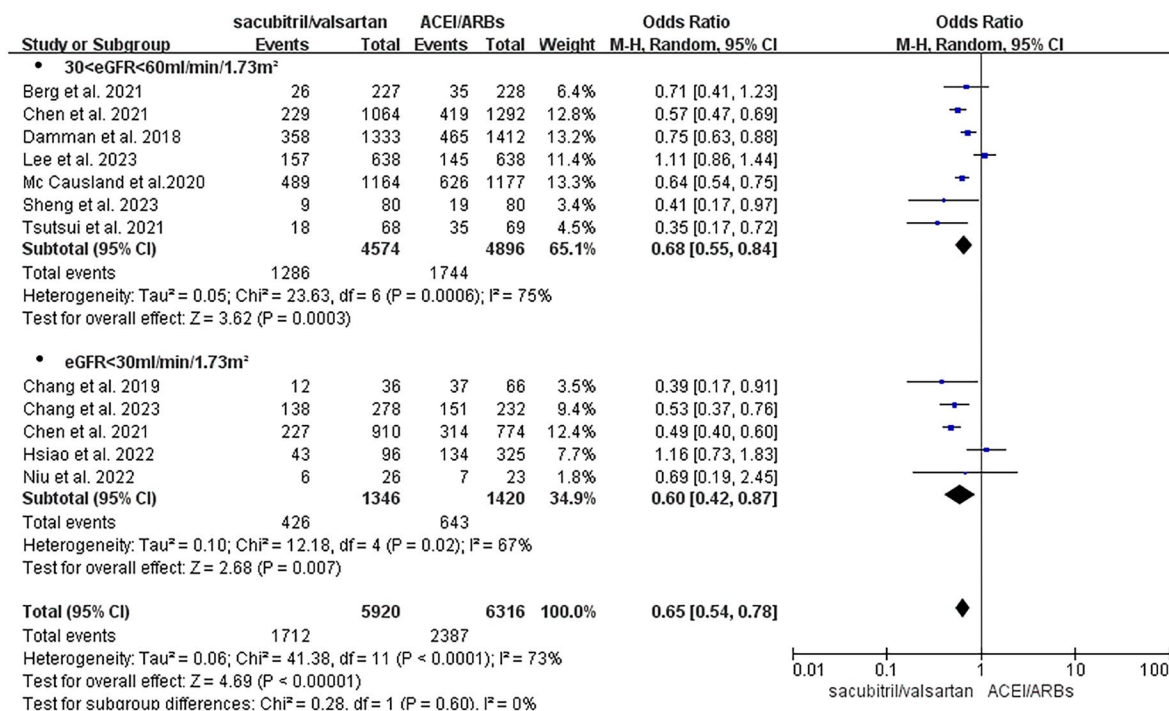 sacubitril/valsartan ACEI/ARBs Odds Ratio Odds Ratio
Study or Subgroup Events Total Events Total Weight M-H, Random, 95% CI M-H, Random, 95% CI
• 30<eGFR<60ml/min/1.73m²
Berg et al. 2021 26 227 35 228 6.4% 0.71 [0.41, 1.23]
Chen et al. 2021 229 1064 419 1292 12.8% 0.57 [0.47, 0.69]
Damman et al. 2018 358 1333 465 1412 13.2% 0.75 [0.63, 0.88]
Lee et al. 2023 157 638 145 638 11.4% 1.11 [0.86, 1.44]
Mc Causland et al.2020 489 1164 626 1177 13.3% 0.64 [0.54, 0.75]
Sheng et al. 2023 9 80 19 80 3.4% 0.41 [0.17, 0.97]
Tsutsui et al. 2021 18 68 35 69 4.5% 0.35 [0.17, 0.72]
Subtotal (95% CI) 4574 4896 65.1% 0.68 [0.55, 0.84]
Total events 1286 1744
Heterogeneity: Tau² = 0.05; Chi² = 23.63, df = 6 (P = 0.0006); I² = 75%
Test for overall effect: Z = 3.62 (P = 0.0003)
• eGFR<30ml/min/1.73m²
Chang et al. 2019 12 36 37 66 3.5% 0.39 [0.17, 0.91]
Chang et al. 2023 138 278 151 232 9.4% 0.53 [0.37, 0.76]
Chen et al. 2021 227 910 314 774 12.4% 0.49 [0.40, 0.60]
Hsiao et al. 2022 43 96 134 325 7.7% 1.16 [0.73, 1.83]
Niu et al. 2022 6 26 7 23 1.8% 0.69 [0.19, 2.45]
Subtotal (95% CI) 1346 1420 34.9% 0.60 [0.42, 0.87]
Total events 426 643
Heterogeneity: Tau² = 0.10; Chi² = 12.18, df = 4 (P = 0.02); I² = 67%
Test for overall effect: Z = 2.68 (P = 0.007)
Total (95% CI) 5920 6316 100.0% 0.65 [0.54, 0.78]
Total events 1712 2387
Heterogeneity: Tau² = 0.06; Chi² = 41.38, df = 11 (P < 0.0001); I² = 73%
Test for overall effect: Z = 4.69 (P < 0.00001)
Test for subgroup differences: Chi² = 0.28, df = 1 (P = 0.60), I² = 0%
0.01 0.1 1 10 100
sacubitril/valsartan ACEI/ARBs